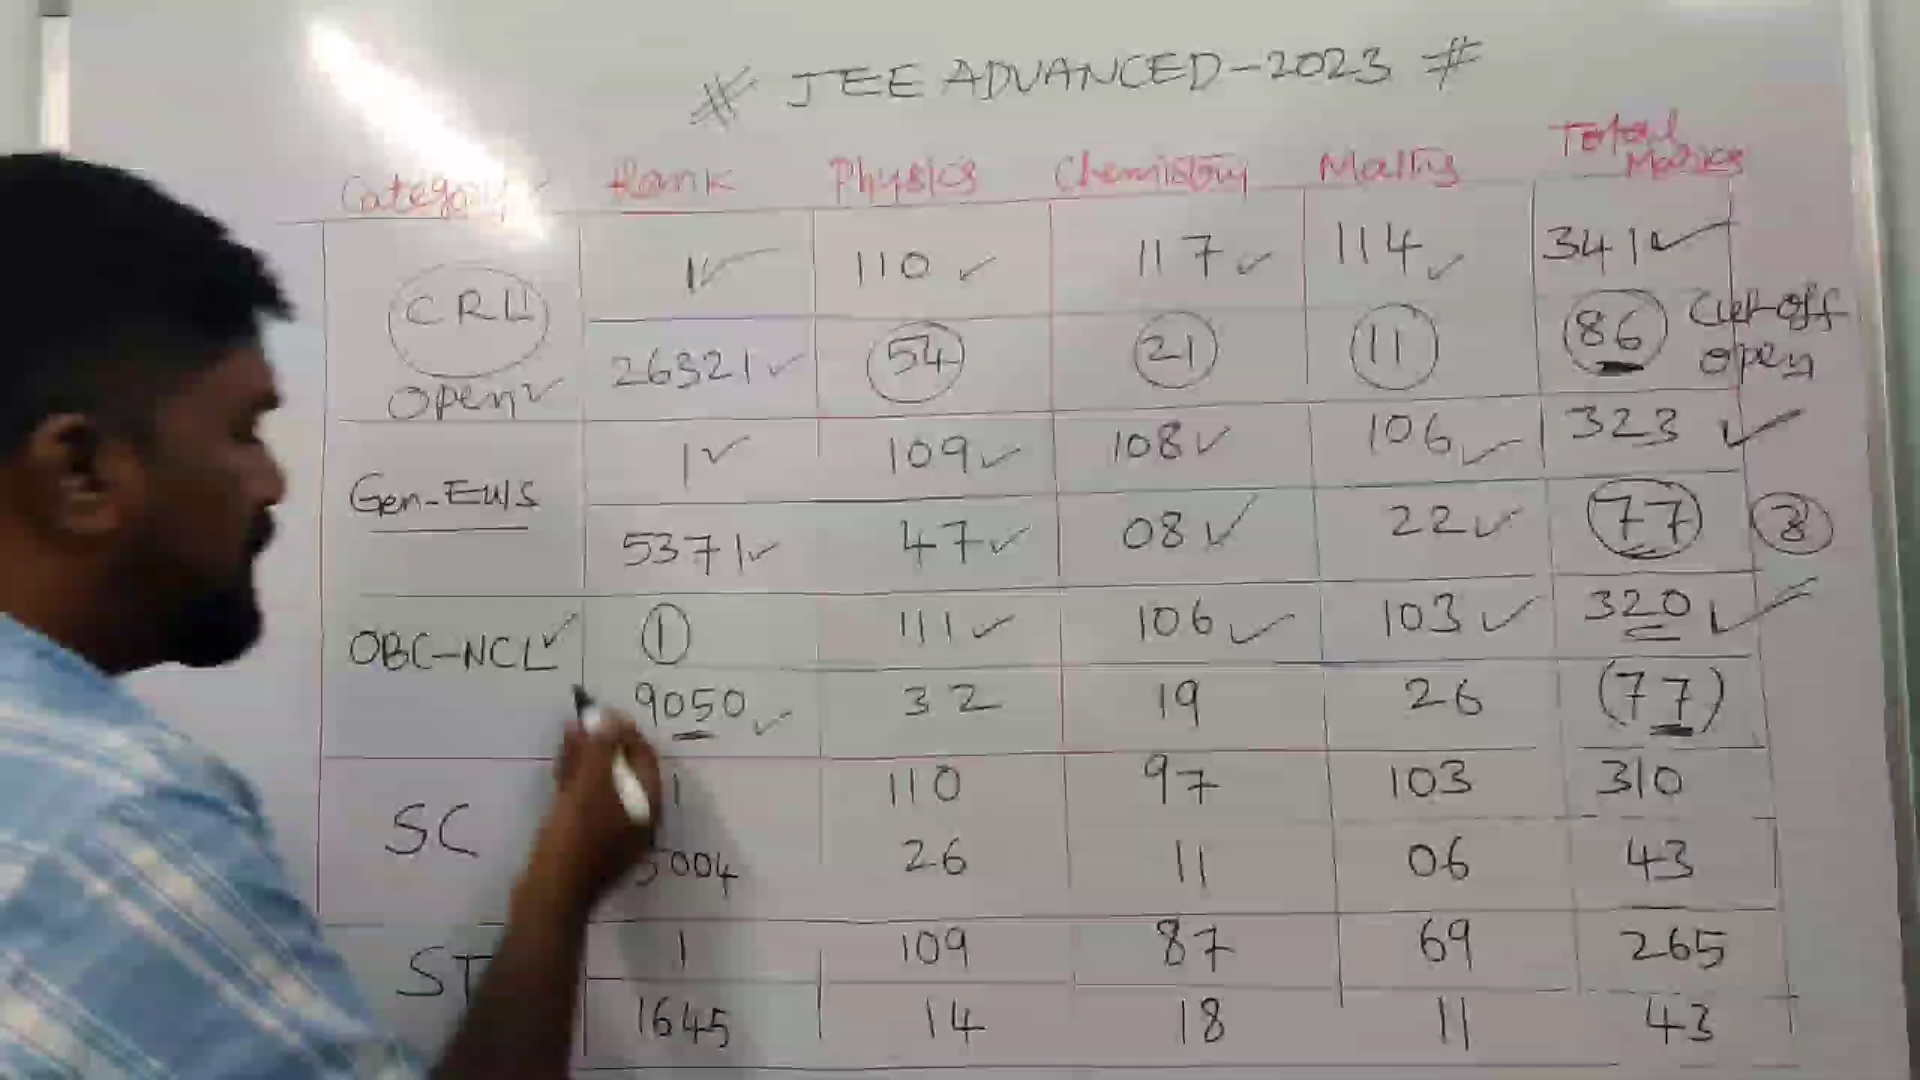 # JEE ADVANCED-2023 #
Category Rank Physics Chemistry Maths Total Marks
CRL 1 110 117 114 341
Open 26321 54 21 11 86 Cut-off open
Gen-EWS 1 109 108 106 323
5371 47 08 22 77
OBC-NCL 1 111 106 103 320
9050 32 19 26 (77)
SC 1 110 97 103 310
5004 26 11 06 43
ST 1 109 87 69 265
1645 14 18 11 43